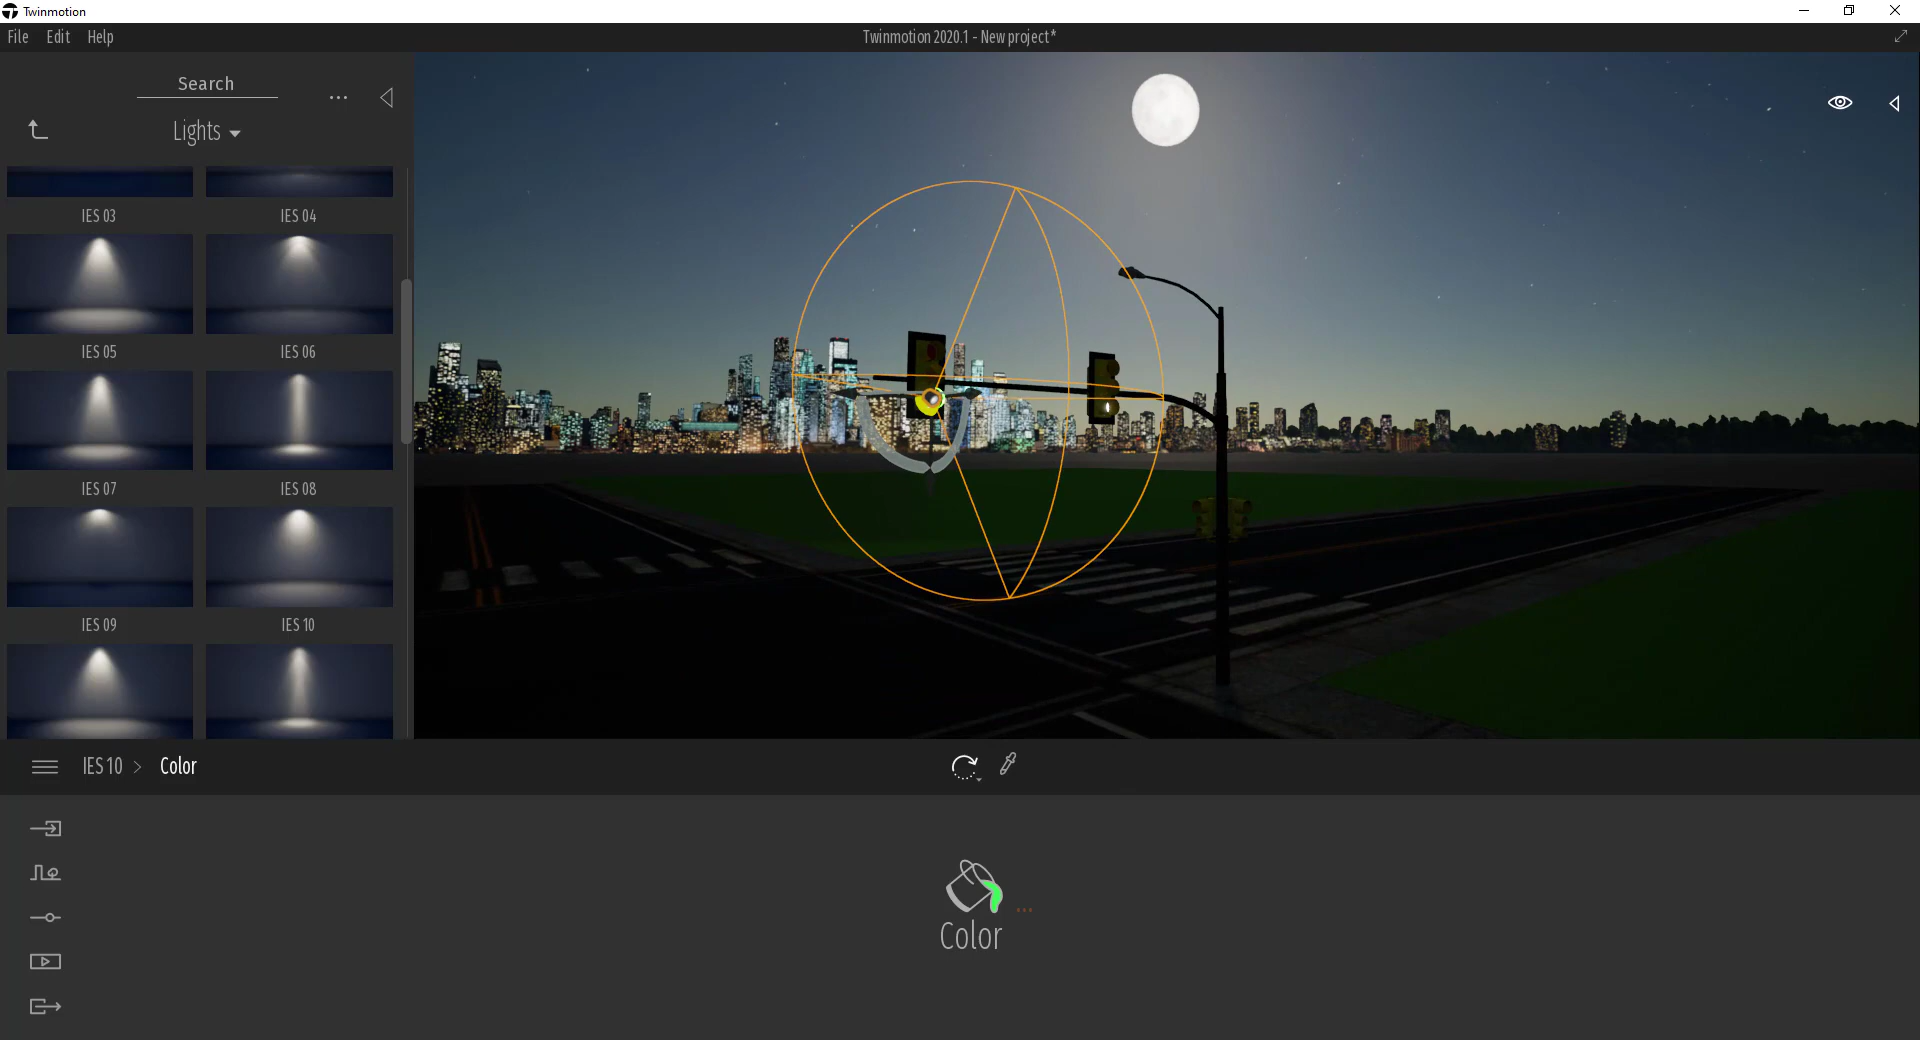 Twinmotion
File Edit Help
Twinmotion 2020.1 - New project*
Search
...
Lights
IES 03 IES 04
IES 05 IES 06
IES 07 IES 08
IES 09 IES 10
IES 10 > Color
...
Color